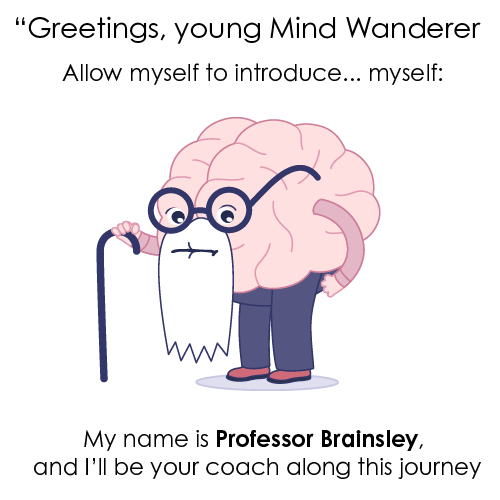 “Greetings, young Mind Wanderer
Allow myself to introduce... myself:
My name is Professor Brainsley,
and I’ll be your coach along this journey